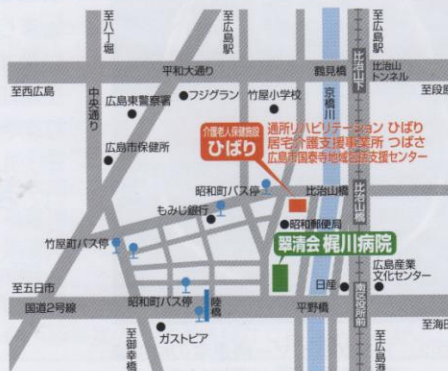 至八丁堀
至広島駅
至広島駅
平和大通り
鶴見橋
比治山下
比治山
トンネル
至西広島
至段原
中央通り
広島東警察署
フジグラン
竹屋小学校
京橋川
広島市保健所
介護老人保健施設
ひばり
通所リハビリテーション ひばり
居宅介護支援事業所 つばさ
広島市国泰寺地域包括支援センター
昭和町バス停
比治山橋
比治山橋
もみじ銀行
昭和郵便局
竹屋町バス停
翠清会 梶川病院
至五日市
国道2号線
昭和町バス停
陸橋
日産
平野橋
南区役所前
広島産業
文化センター
至御幸橋
ガストピア
至海田
至広島港